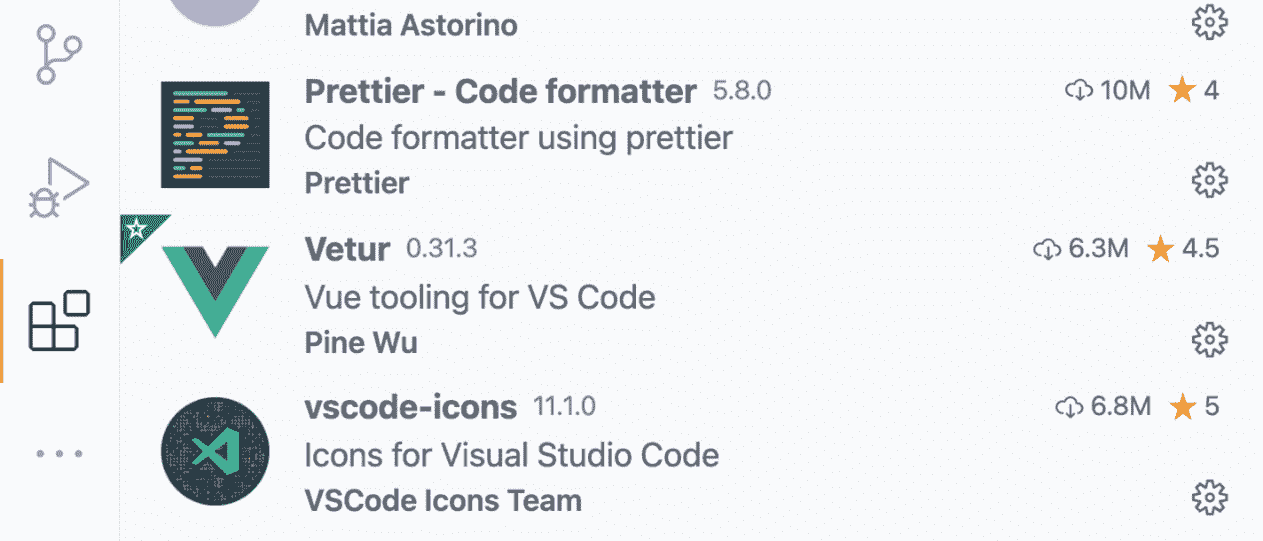 Mattia Astorino
Prettier - Code formatter 5.8.0 10M 4
Code formatter using prettier
Prettier
Vetur 0.31.3 6.3M 4.5
Vue tooling for VS Code
Pine Wu
vscode-icons 11.1.0 6.8M 5
Icons for Visual Studio Code
VSCode Icons Team